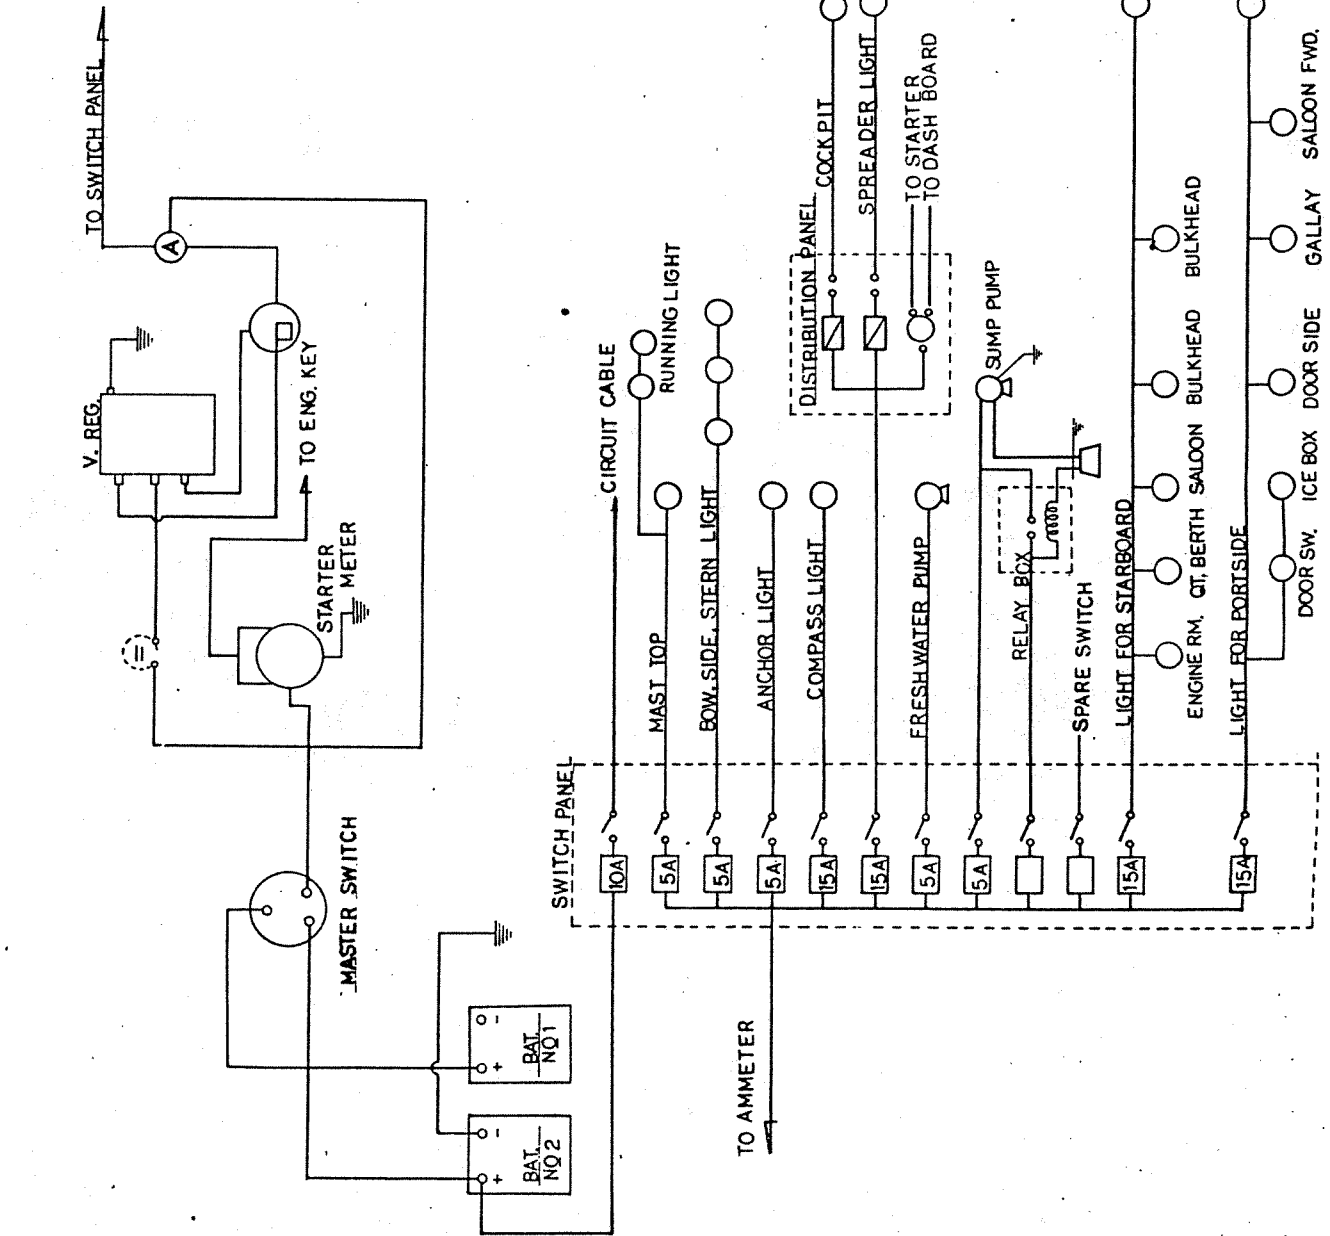 TO SWITCH PANEL
A
V. REG.
TO ENG. KEY
STARTER
METER
MASTER SWITCH
+ -
BAT.
NO1
+ -
BAT.
NO2
SWITCH PANEL
10A
CIRCUIT CABLE
5A
MAST TOP
RUNNING LIGHT
5A
BOW, SIDE, STERN LIGHT
5A
ANCHOR LIGHT
TO AMMETER
15A
COMPASS LIGHT
15A
DISTRIBUTION PANEL
COCKPIT
SPREADER LIGHT
TO STARTER
TO DASH BOARD
5A
FRESHWATER PUMP
5A
SUMP PUMP
RELAY BOX
SPARE SWITCH
15A
LIGHT FOR STARBOARD
ENGINE RM. QT. BERTH SALOON BULKHEAD BULKHEAD
15A
LIGHT FOR PORTSIDE
DOOR SW. ICE BOX DOOR SIDE GALLAY SALOON FWD.